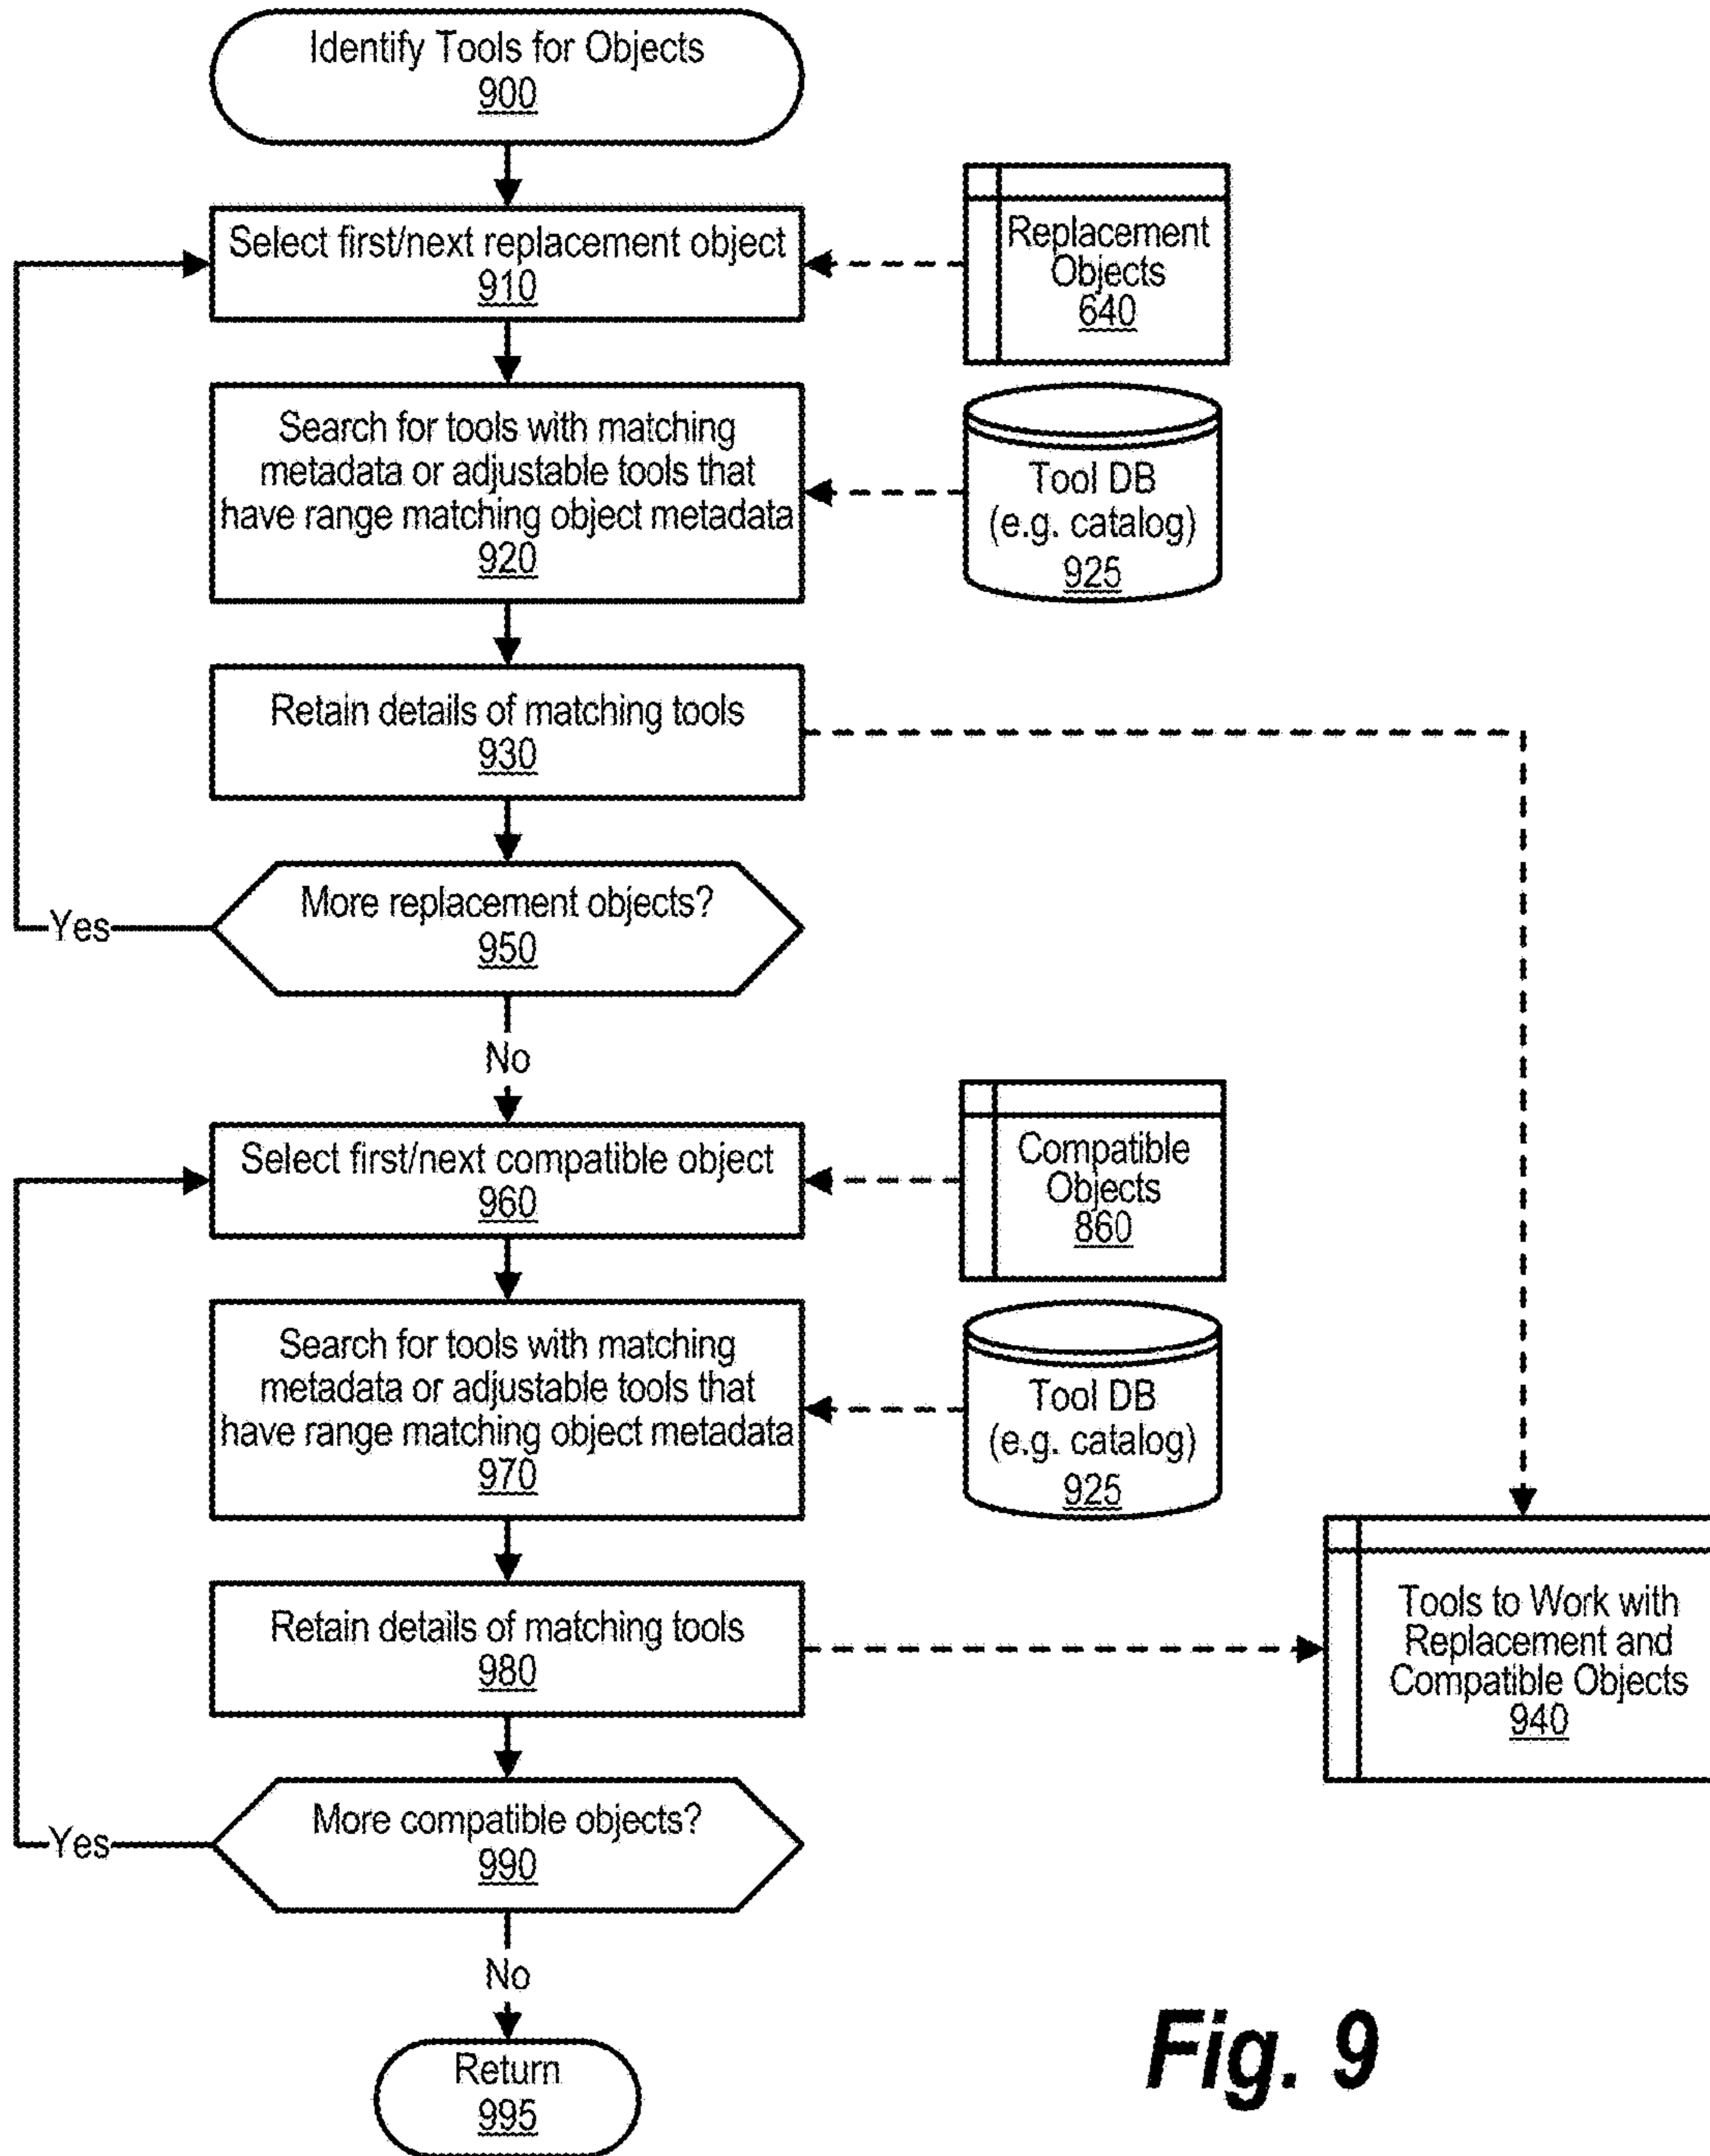 Identify Tools for Objects
900
Select first/next replacement object
910
Replacement
Objects
640
Search for tools with matching
metadata or adjustable tools that
have range matching object metadata
920
Tool DB
(e.g. catalog)
925
Retain details of matching tools
930
More replacement objects?
950
Yes
No
Select first/next compatible object
960
Compatible
Objects
860
Search for tools with matching
metadata or adjustable tools that
have range matching object metadata
970
Tool DB
(e.g. catalog)
925
Retain details of matching tools
980
Tools to Work with
Replacement and
Compatible Objects
940
More compatible objects?
990
Yes
No
Return
995
Fig. 9